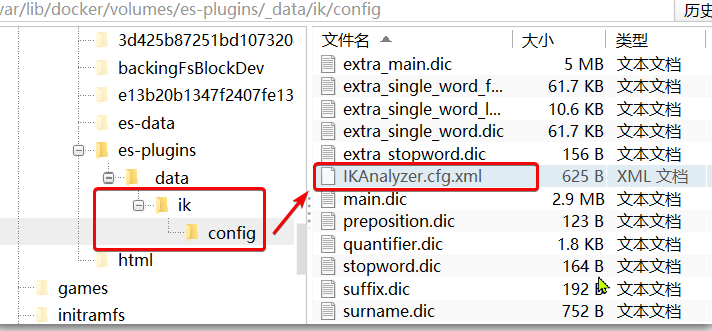 var/lib/docker/volumes/es-plugins/_data/ik/config
历史
3d425b87251bd107320
backingFsBlockDev
e13b20b1347f2407fe13
es-data
es-plugins
_data
ik
config
html
games
initramfs
文件名 大小 类型
extra_main.dic 5 MB 文本文档
extra_single_word_f... 61.7 KB 文本文档
extra_single_word_l... 10.6 KB 文本文档
extra_single_word.dic 61.7 KB 文本文档
extra_stopword.dic 156 B 文本文档
IKAnalyzer.cfg.xml 625 B XML 文档
main.dic 2.9 MB 文本文档
preposition.dic 123 B 文本文档
quantifier.dic 1.8 KB 文本文档
stopword.dic 164 B 文本文档
suffix.dic 192 B 文本文档
surname.dic 752 B 文本文档